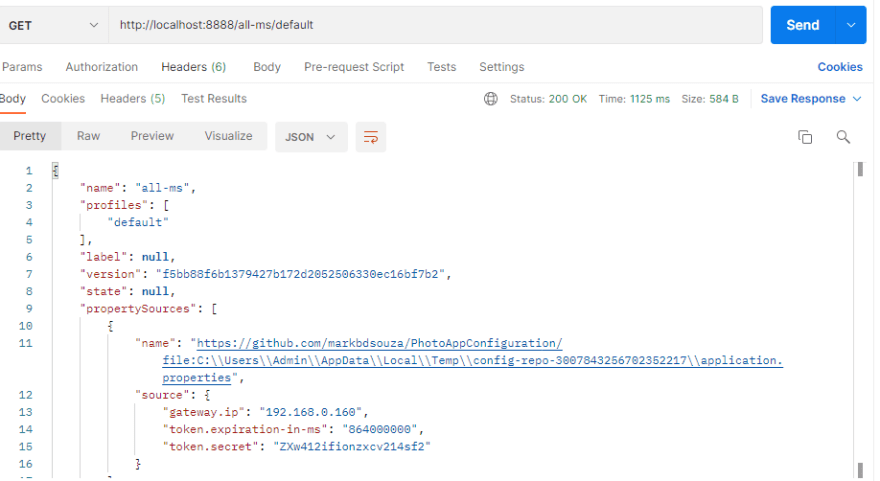 GET http://localhost:8888/all-ms/default Send
Params Authorization Headers (6) Body Pre-request Script Tests Settings Cookies
Body Cookies Headers (5) Test Results Status: 200 OK Time: 1125 ms Size: 584 B Save Response
Pretty Raw Preview Visualize JSON
1 {
2 "name": "all-ms",
3 "profiles": [
4 "default"
5 ],
6 "label": null,
7 "version": "f5bb88f6b1379427b172d2052506330ec16bf7b2",
8 "state": null,
9 "propertySources": [
10 {
11 "name": "https://github.com/markbdsouza/PhotoAppConfiguration/
file:C:\\Users\\Admin\\AppData\\Local\\Temp\\config-repo-3007843256702352217\\application.
properties",
12 "source": {
13 "gateway.ip": "192.168.0.160",
14 "token.expiration-in-ms": "864000000",
15 "token.secret": "ZXw412ifionzxcv214sf2"
16 }